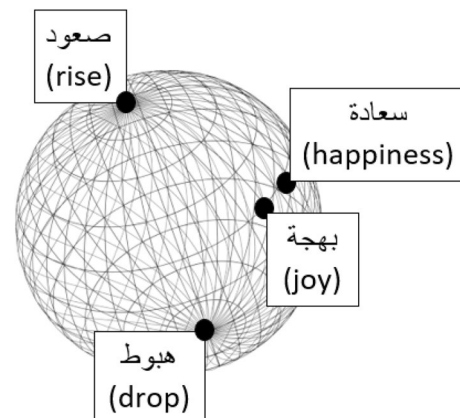 صعود
(rise)
سعادة
(happiness)
بهجة
(joy)
هبوط
(drop)